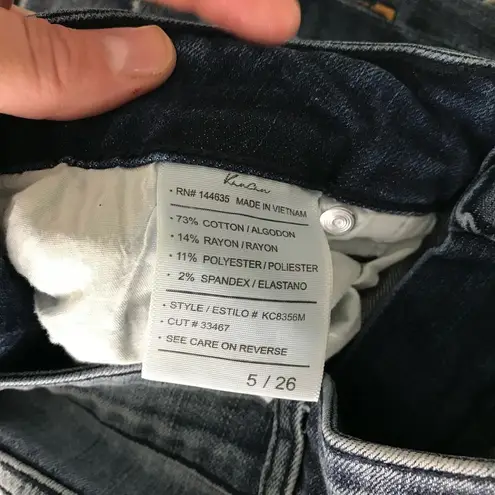 KanCan
• RN# 144635 MADE IN VIETNAM
• 73% COTTON / ALGODON
• 14% RAYON / RAYON
• 11% POLYESTER / POLIESTER
• 2% SPANDEX / ELASTANO
• STYLE / ESTILO # KC8356M
• CUT # 33467
• SEE CARE ON REVERSE
5 / 26